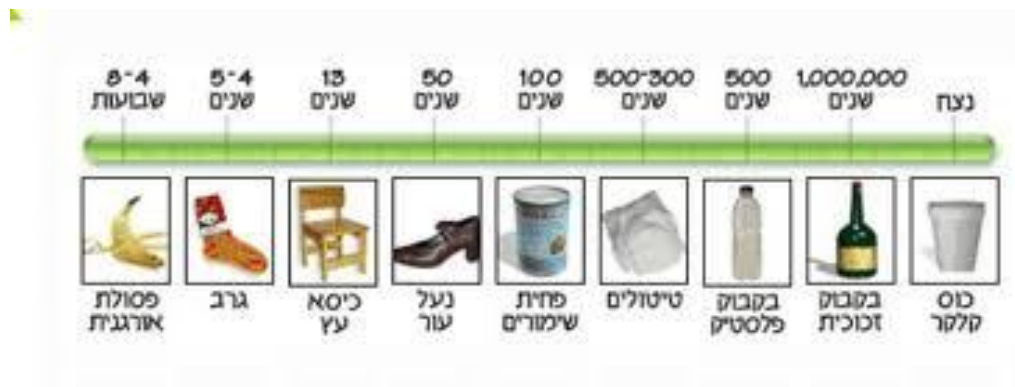 8-4
שבועות
5-4
שנים
13
שנים
50
שנים
100
שנים
500-300
שנים
500
שנים
1,000,000
שנים
נצח
פסולת
אורגנית
גרב
כיסא
עץ
נעל
עור
פחית
שימורים
טיטולים
בקבוק
פלסטיק
בקבוק
זכוכית
כוס
קלקר